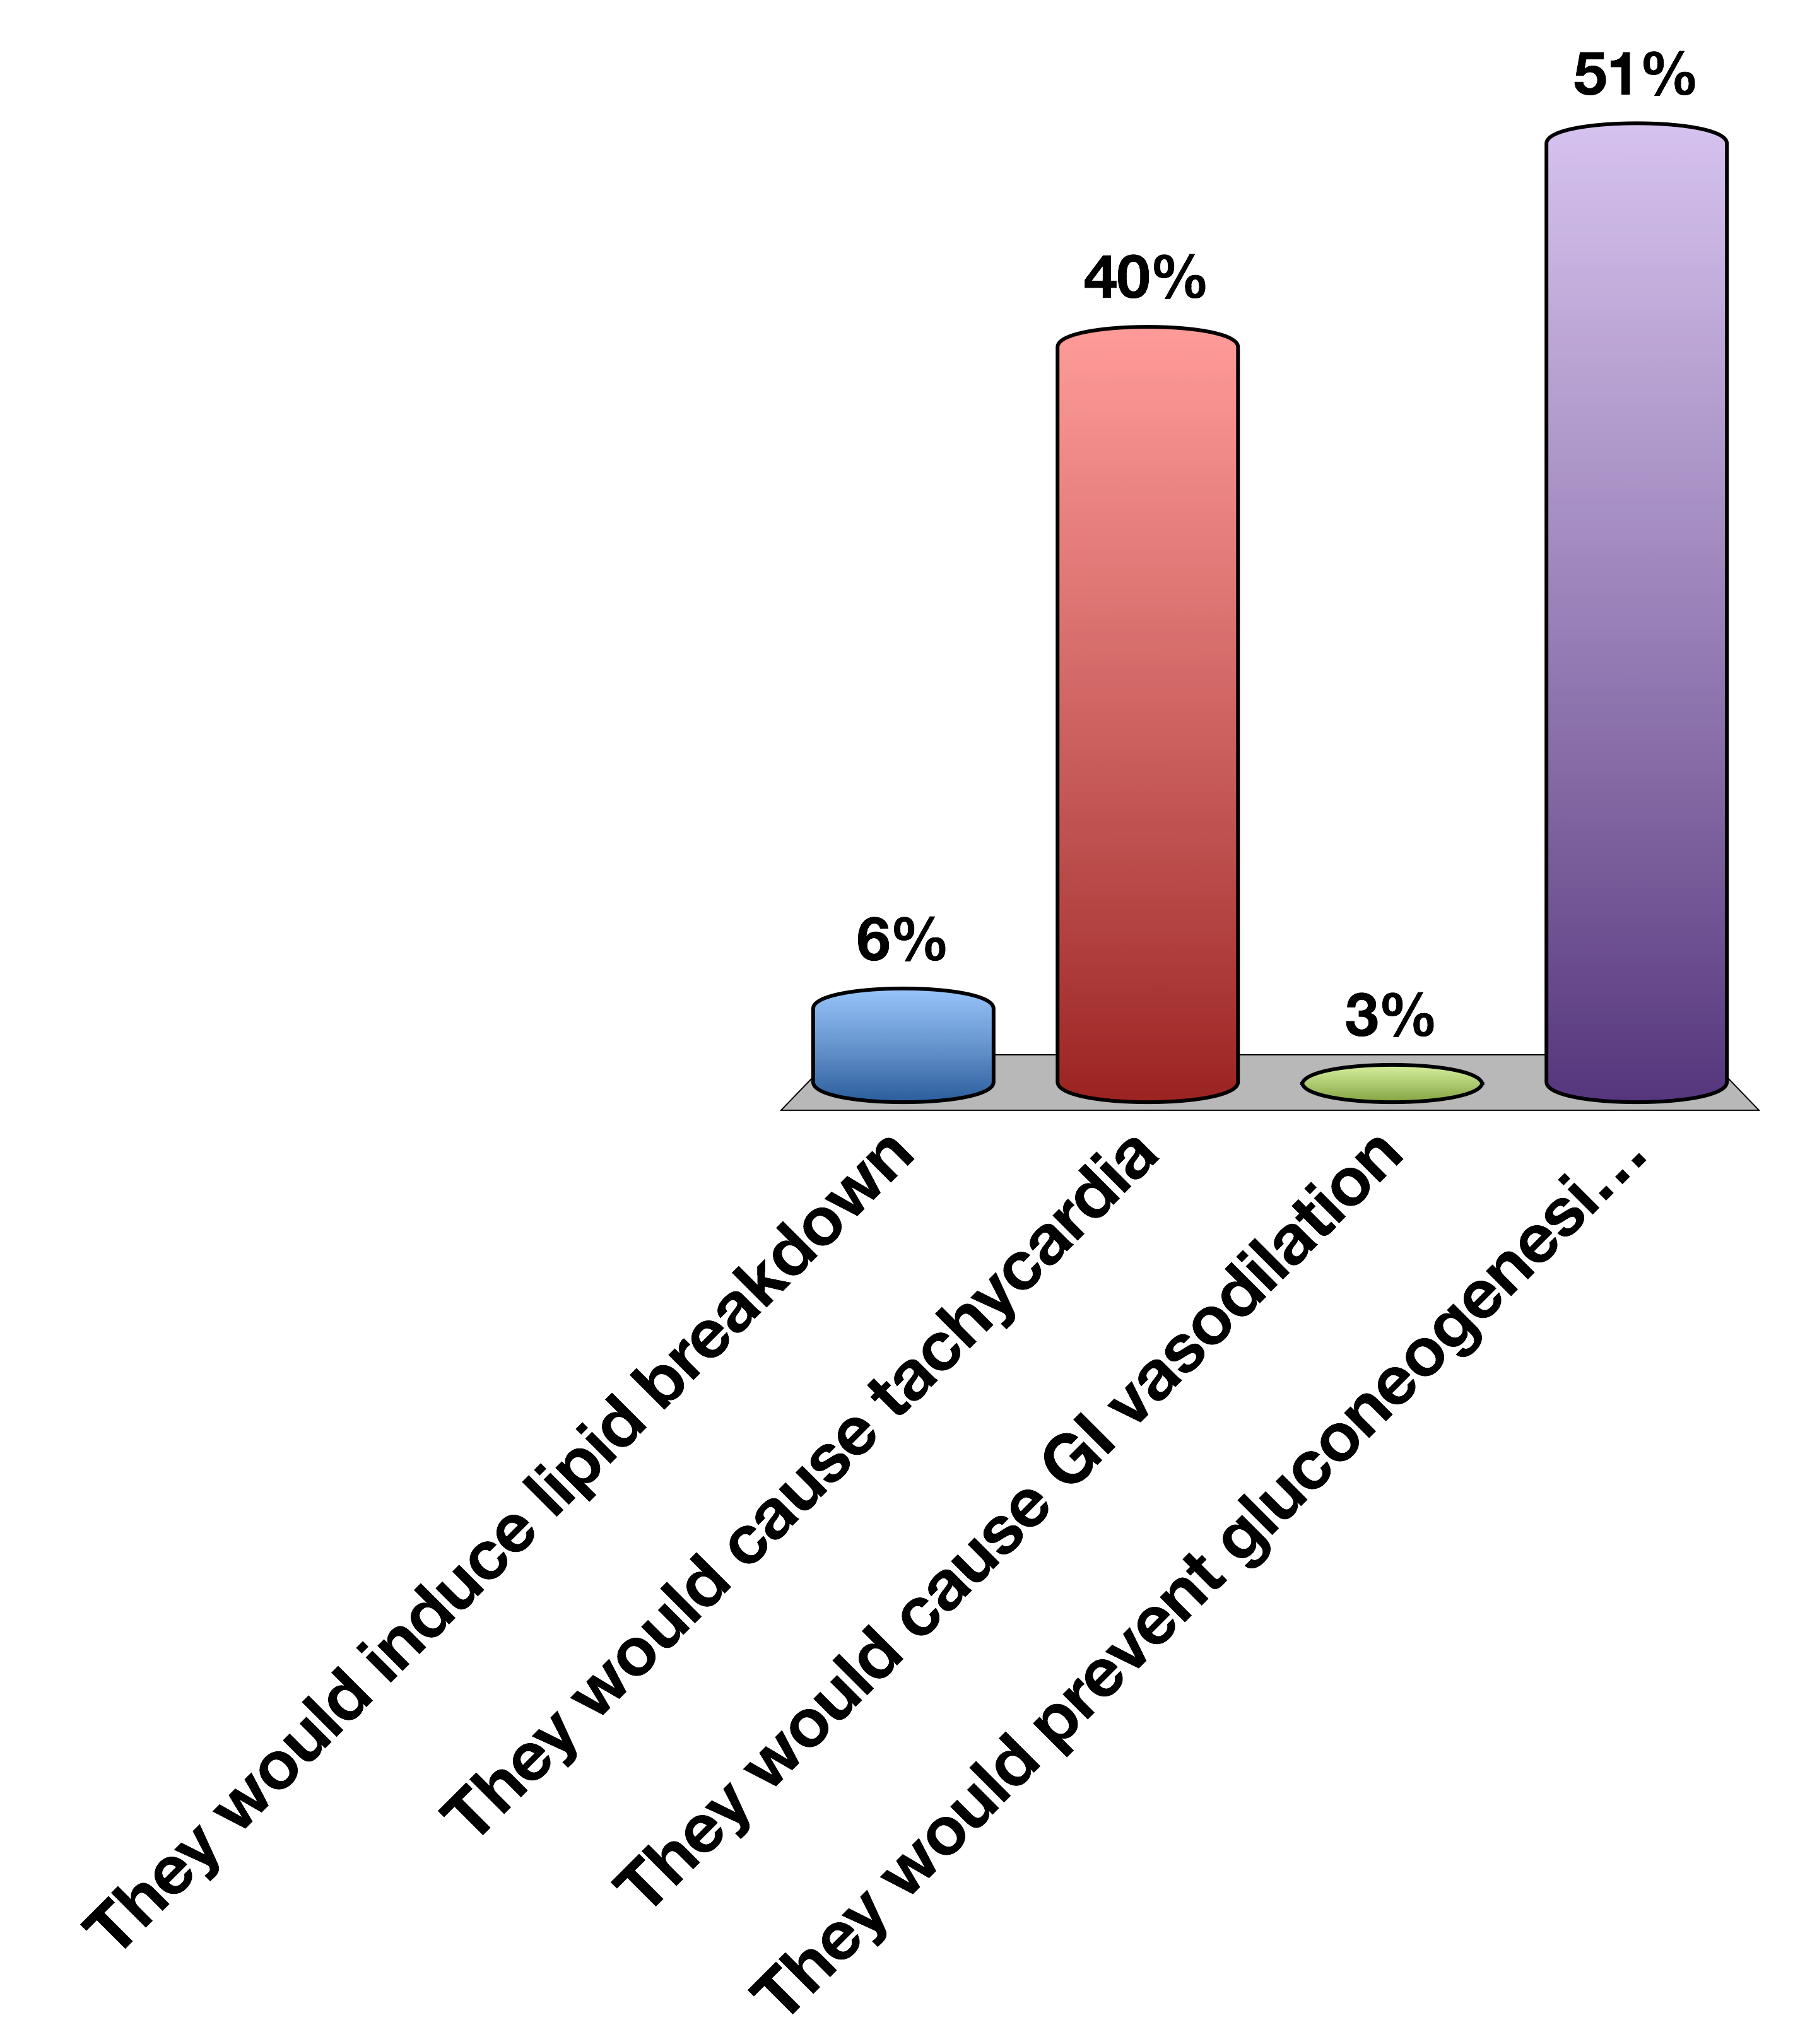 51%
40%
6%
3%
They would induce lipid breakdown
They would cause tachycardia
They would cause GI vasodilation
They would prevent gluconeogenesi...